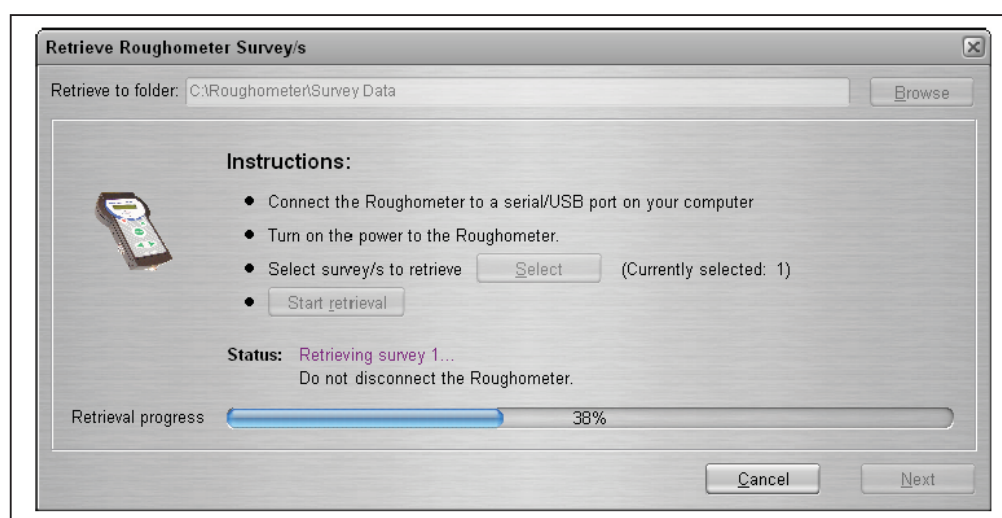 Retrieve Roughometer Survey/s
Retrieve to folder: C:\Roughometer\Survey Data Browse
Instructions:
• Connect the Roughometer to a serial/USB port on your computer
• Turn on the power to the Roughometer.
• Select survey/s to retrieve Select (Currently selected: 1)
• Start retrieval
Status: Retrieving survey 1...
Do not disconnect the Roughometer.
Retrieval progress 38%
Cancel Next